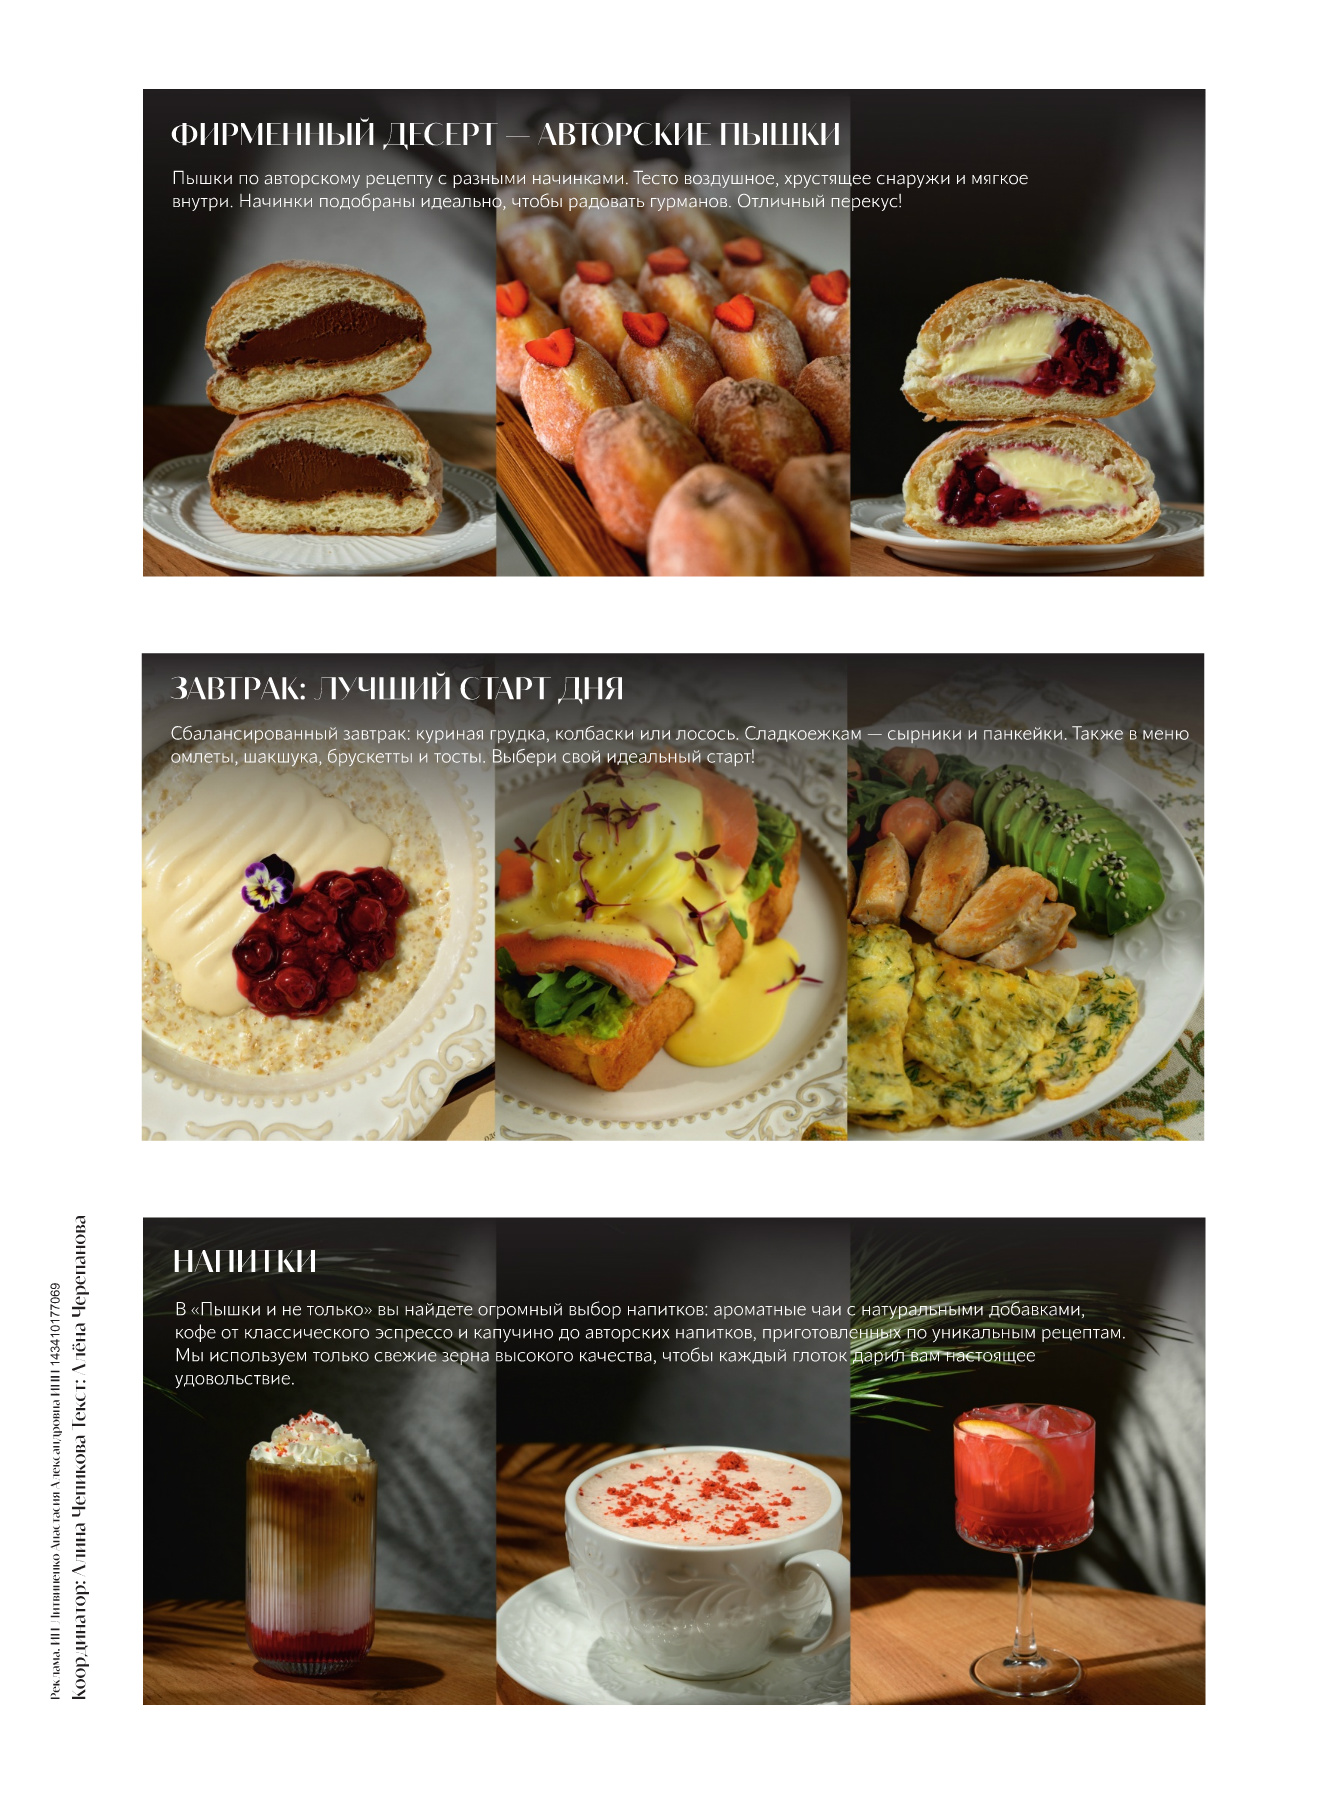 ФИРМЕННЫЙ ДЕСЕРТ — АВТОРСКИЕ ПЫШКИ
Пышки по авторскому рецепту с разными начинками. Тесто воздушное, хрустящее снаружи и мягкое
внутри. Начинки подобраны идеально, чтобы радовать гурманов. Отличный перекус!
ЗАВТРАК: ЛУЧШИЙ СТАРТ ДНЯ
Сбалансированный завтрак: куриная грудка, колбаски или лосось. Сладкоежкам — сырники и панкейки. Также в меню
омлеты, шакшука, брускетты и тосты. Выбери свой идеальный старт!
НАПИТКИ
В «Пышки и не только» вы найдете огромный выбор напитков: ароматные чаи с натуральными добавками,
кофе от классического эспрессо и капучино до авторских напитков, приготовленных по уникальным рецептам.
Мы используем только свежие зерна высокого качества, чтобы каждый глоток дарил вам настоящее
удовольствие.
Реклама. ИП Литвиненко Анастасия Александровна ИНН 143410177069
Координатор: Алина Чепикова Текст: Алёна Черепанова